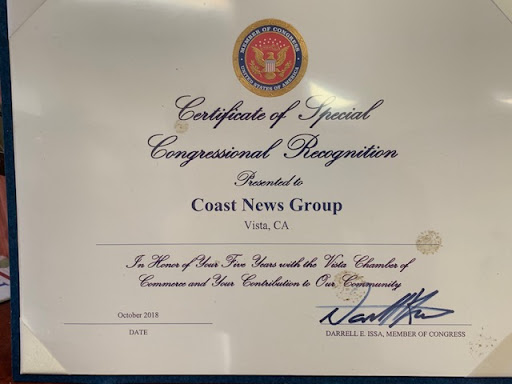 MEMBER OF CONGRESS
UNITED STATES OF AMERICA
Certificate of Special
Congressional Recognition
Presented to
Coast News Group
Vista, CA
In Honor of Your Five Years with the Vista Chamber of
Commerce and Your Contribution to Our Community
October 2018
DATE
DARRELL E. ISSA, MEMBER OF CONGRESS